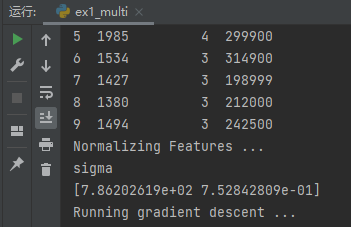 运行: ex1_multi
5 1985 4 299900
6 1534 3 314900
7 1427 3 198999
8 1380 3 212000
9 1494 3 242500
Normalizing Features ...
sigma
[7.86202619e+02 7.52842809e-01]
Running gradient descent ...